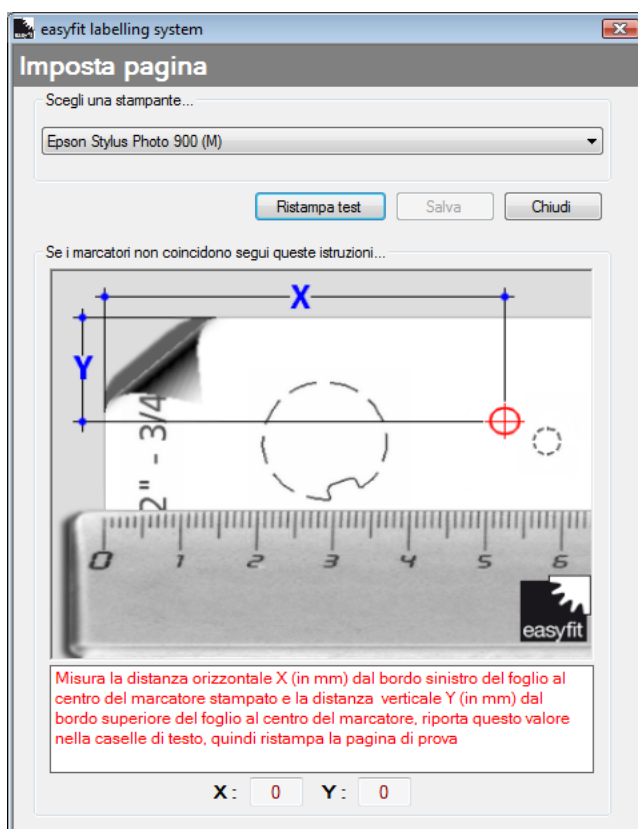 easyfit labelling system
Imposta pagina
Scegli una stampante...
Epson Stylus Photo 900 (M)
Ristampa test
Salva
Chiudi
Se i marcatori non coincidono segui queste istruzioni...
X
Y
2" - 3/4
0 1 2 3 4 5 6
easyfit
Misura la distanza orizzontale X (in mm) dal bordo sinistro del foglio al
centro del marcatore stampato e la distanza verticale Y (in mm) dal
bordo superiore del foglio al centro del marcatore, riporta questo valore
nella caselle di testo, quindi ristampa la pagina di prova
X : 0 Y : 0